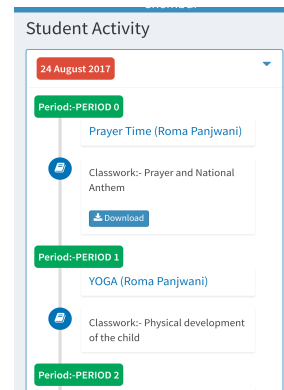 Student Activity
24 August 2017
Period:-PERIOD 0
Prayer Time (Roma Panjwani)
Classwork:- Prayer and National
Anthem
Download
Period:-PERIOD 1
YOGA (Roma Panjwani)
Classwork:- Physical development
of the child
Period:-PERIOD 2